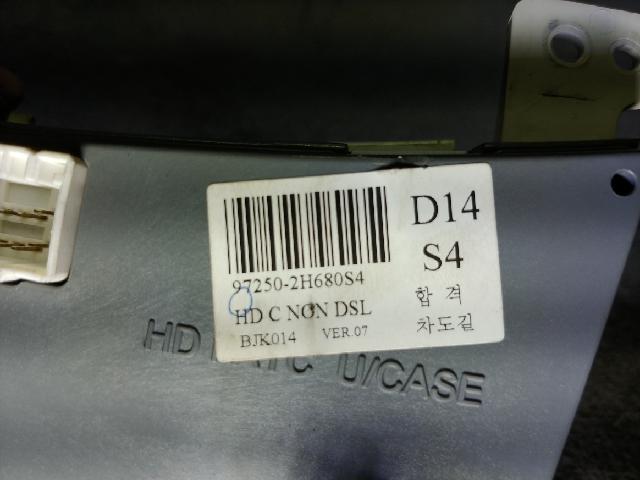 D14
S4
97250-2H680S4
HD C NON DSL
BJK014 VER.07
합 격
차도길
HD U/CASE